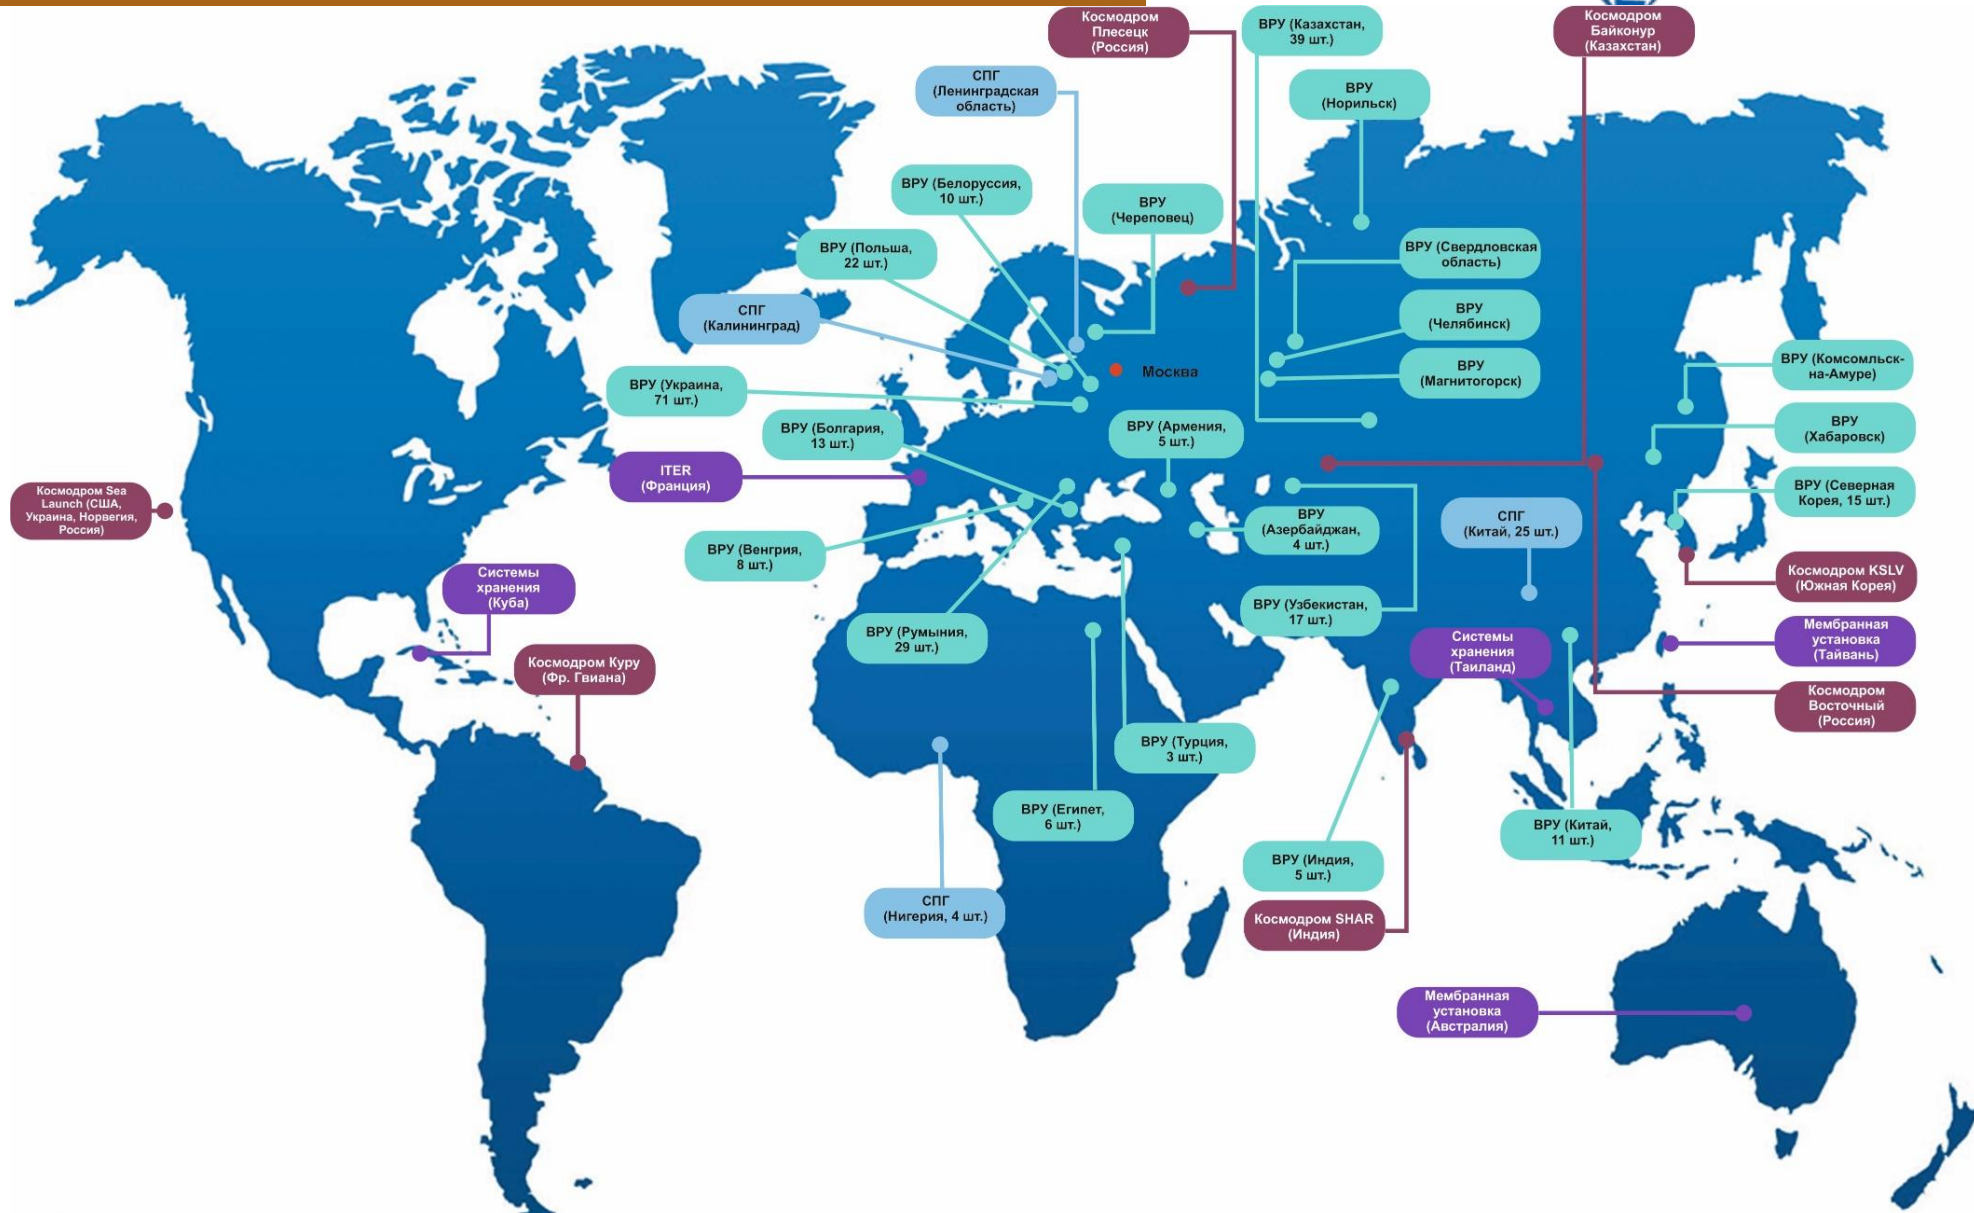 Космодром
Плесецк
(Россия)
ВРУ (Казахстан,
39 шт.)
Космодром
Байконур
(Казахстан)
СПГ
(Ленинградская
область)
ВРУ
(Норильск)
ВРУ (Белоруссия,
10 шт.)
ВРУ
(Череповец)
ВРУ (Польша,
22 шт.)
ВРУ (Свердловская
область)
СПГ
(Калининград)
ВРУ
(Челябинск)
ВРУ
(Магнитогорск)
ВРУ (Комсомльск-
на-Амуре)
Москва
ВРУ (Украина,
71 шт.)
ВРУ (Болгария,
13 шт.)
ВРУ (Армения,
5 шт.)
ВРУ
(Хабаровск)
ITER
(Франция)
ВРУ (Северная
Корея, 15 шт.)
Космодром Sea
Launch (США,
Украина, Норвегия,
Россия)
ВРУ
(Азербайджан,
4 шт.)
СПГ
(Китай, 25 шт.)
ВРУ (Венгрия,
8 шт.)
Космодром KSLV
(Южная Корея)
Системы
хранения
(Куба)
ВРУ (Узбекистан,
17 шт.)
ВРУ (Румыния,
29 шт.)
Системы
хранения
(Таиланд)
Мембранная
установка
(Тайвань)
Космодром Куру
(Фр. Гвиана)
Космодром
Восточный
(Россия)
ВРУ (Турция,
3 шт.)
ВРУ (Египет,
6 шт.)
ВРУ (Китай,
11 шт.)
ВРУ (Индия,
5 шт.)
СПГ
(Нигерия, 4 шт.)
Космодром SHAR
(Индия)
Мембранная
установка
(Австралия)